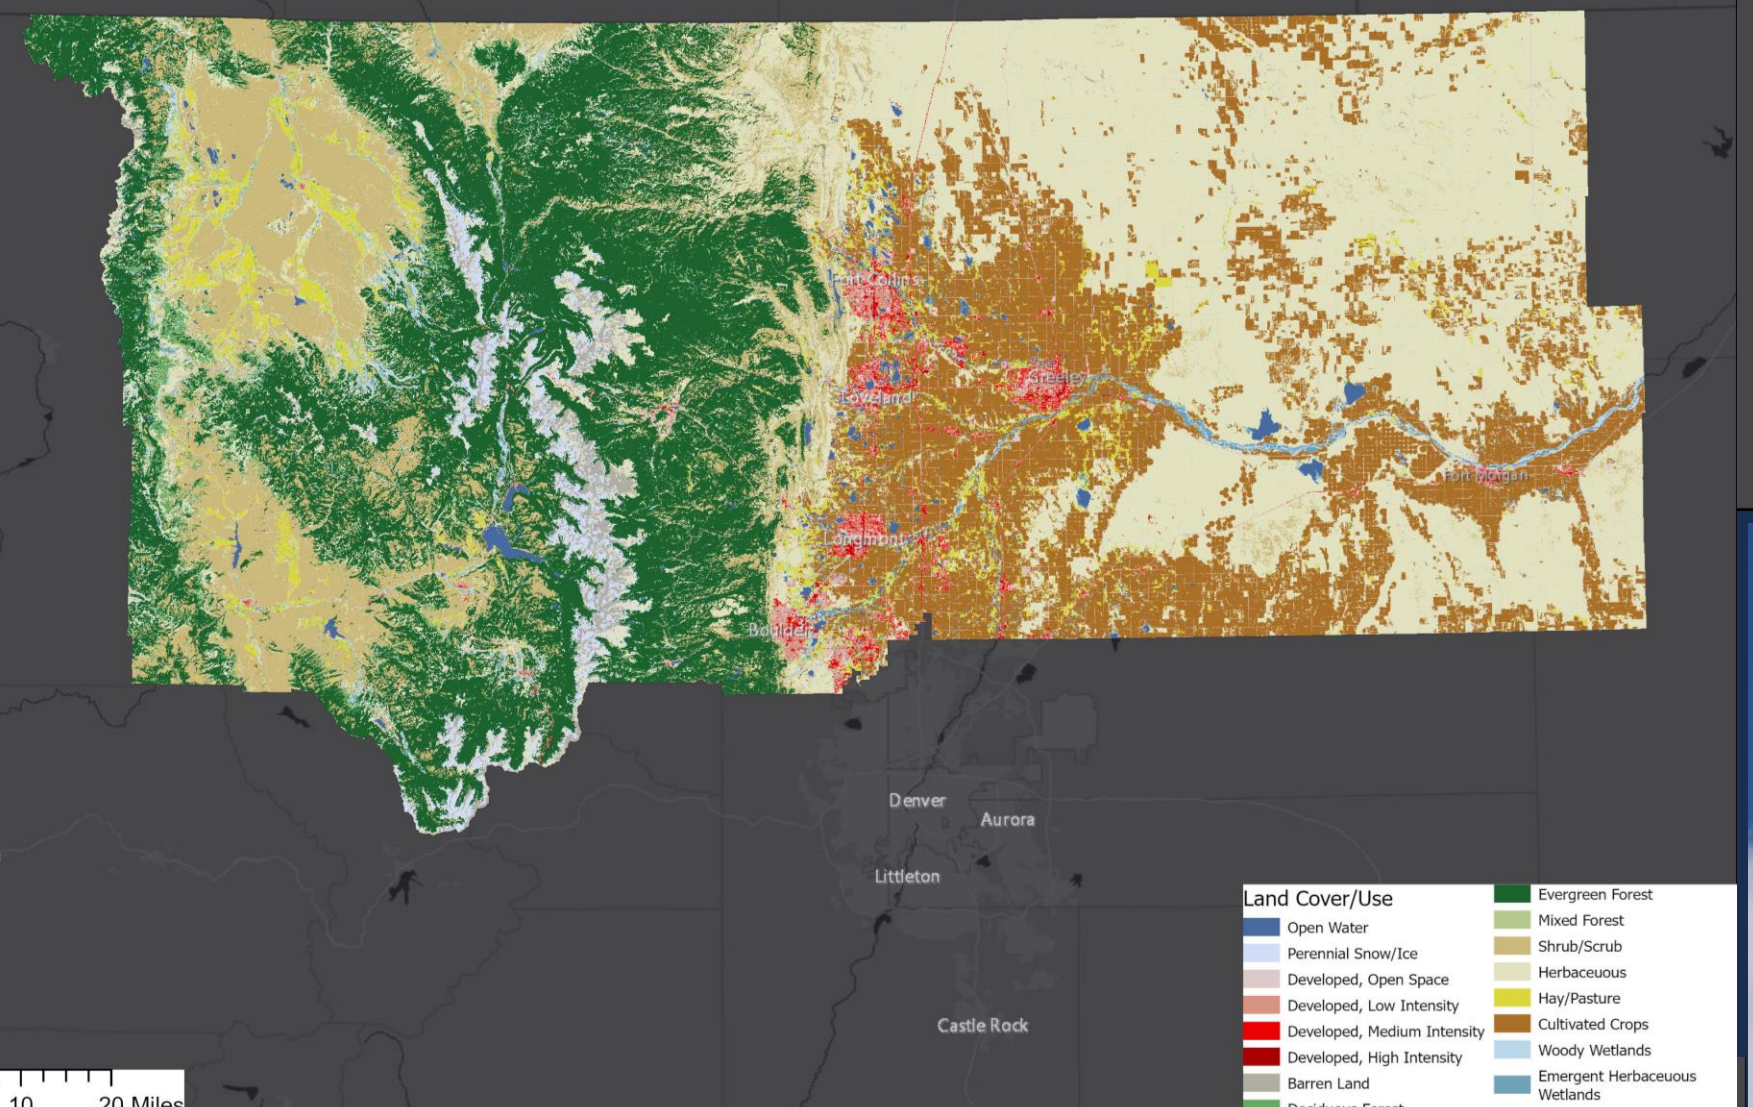 Fort Collins
Greeley
Loveland
Fort Morgan
Longmont
Boulder
Denver
Aurora
Littleton
Castle Rock
10 20 Miles
Land Cover/Use
Open Water
Perennial Snow/Ice
Developed, Open Space
Developed, Low Intensity
Developed, Medium Intensity
Developed, High Intensity
Barren Land
Deciduous Forest
Evergreen Forest
Mixed Forest
Shrub/Scrub
Herbaceuous
Hay/Pasture
Cultivated Crops
Woody Wetlands
Emergent Herbaceuous
Wetlands